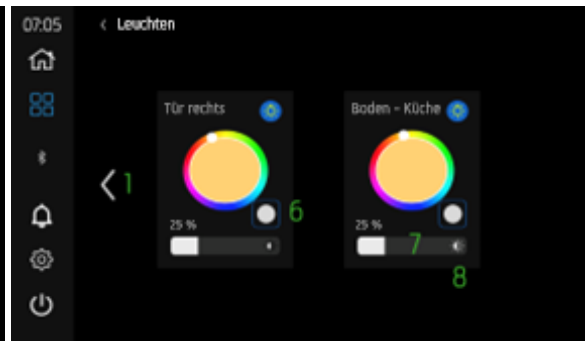 07:05
< Leuchten
Tür rechts
Boden - Küche
1
6
25 %
25 %
7
8